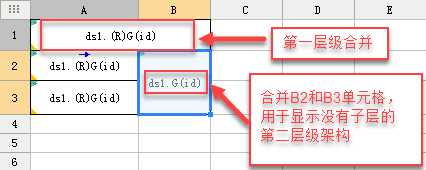 A B C D E
1 ds1.(R)G(id) 第一层级合并
2 ds1.(R)G(id)
ds1.G(id)
3 ds1.(R)G(id)
合并B2和B3单元格，
用于显示没有子层的
第二层级架构
4
5
6